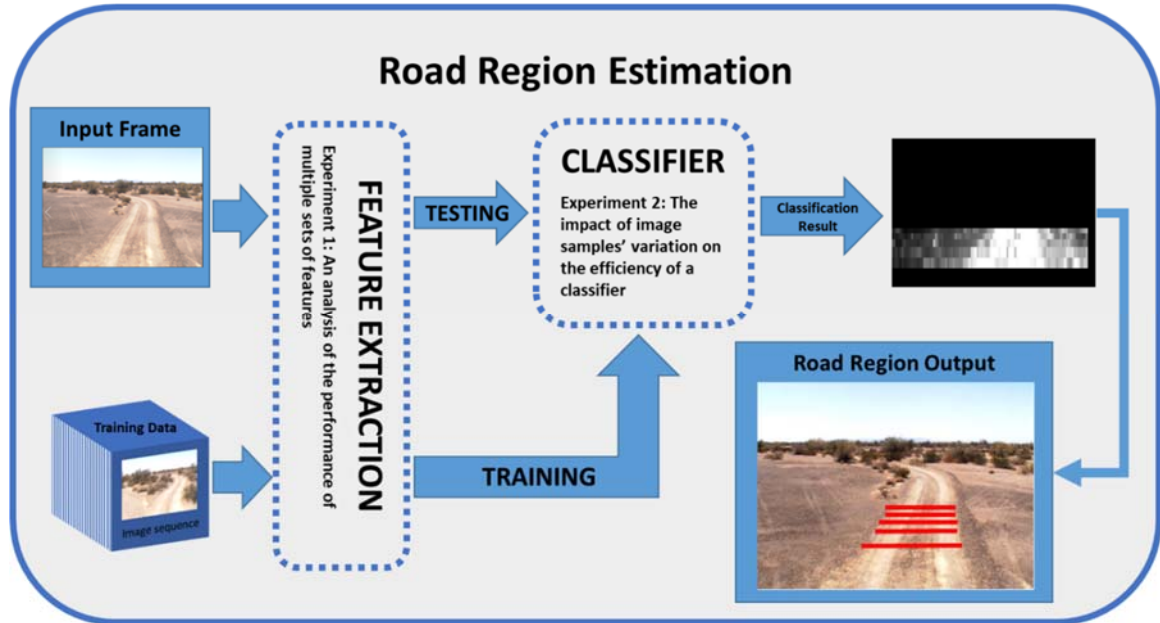 Road Region Estimation
Input Frame
Training Data
Image sequence
FEATURE EXTRACTION
Experiment 1: An analysis of the performance of
multiple sets of features
TESTING
TRAINING
CLASSIFIER
Experiment 2: The
impact of image
samples’ variation on
the efficiency of a
classifier
Classification
Result
Road Region Output